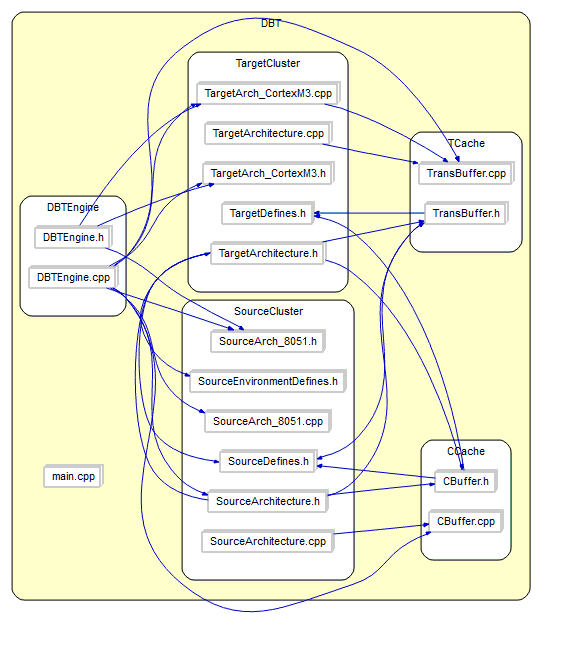 DBT
TargetCluster
TargetArch_CortexM3.cpp
TargetArchitecture.cpp
TargetArch_CortexM3.h
TargetDefines.h
TargetArchitecture.h
TCache
TransBuffer.cpp
TransBuffer.h
DBTEngine
DBTEngine.h
DBTEngine.cpp
SourceCluster
SourceArch_8051.h
SourceEnvironmentDefines.h
SourceArch_8051.cpp
SourceDefines.h
SourceArchitecture.h
SourceArchitecture.cpp
main.cpp
CCache
CBuffer.h
CBuffer.cpp